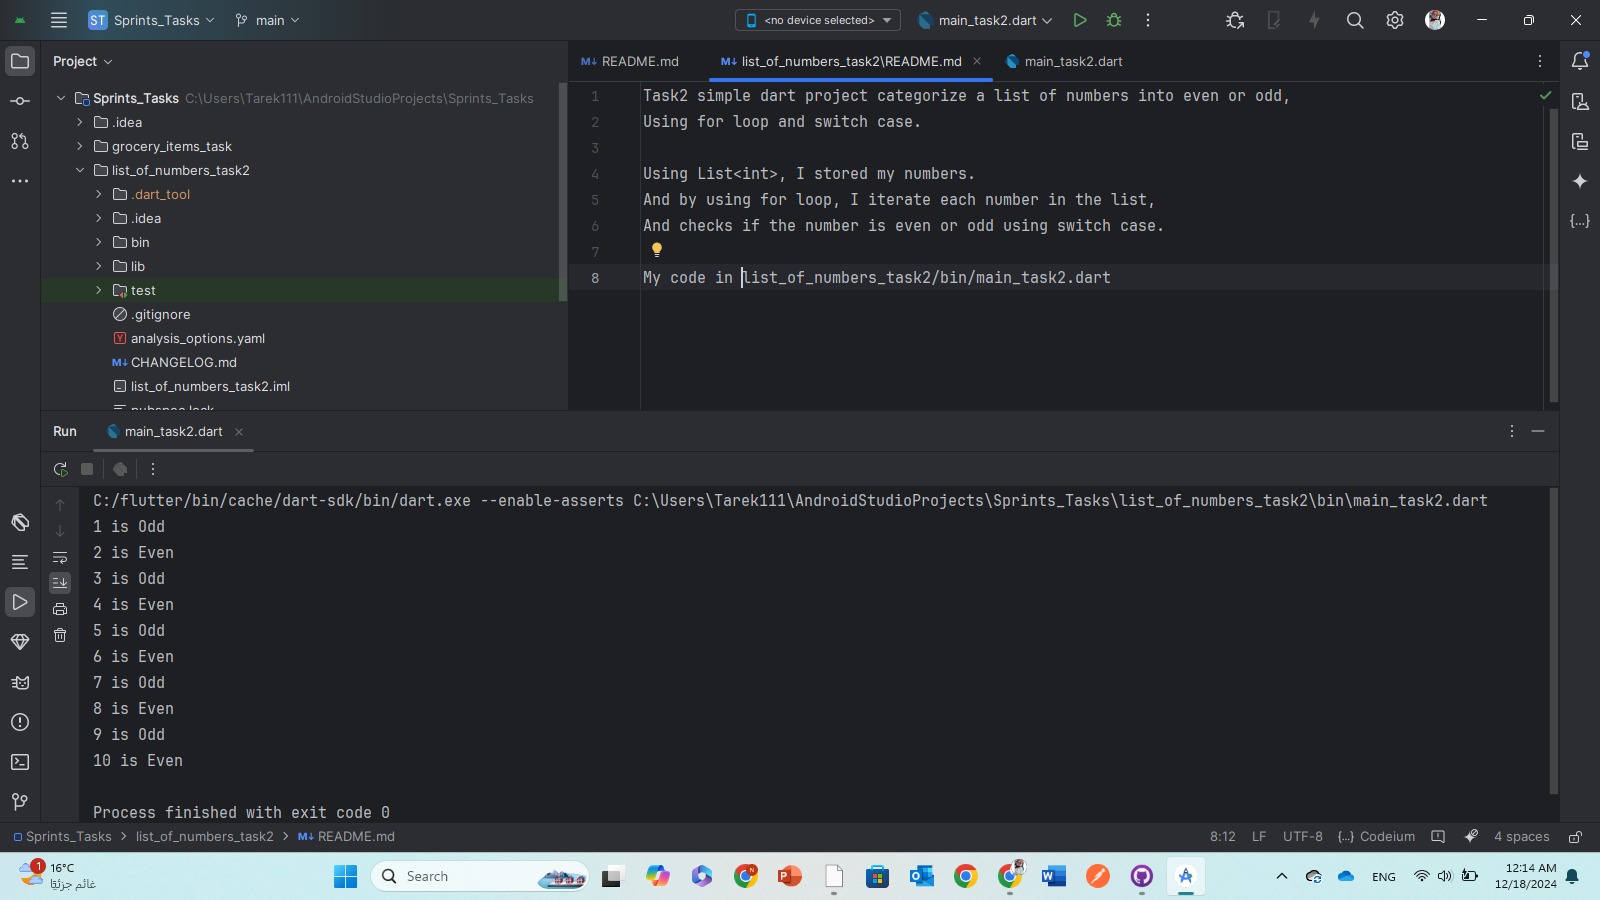 ST Sprints_Tasks main <no device selected> main_task2.dart
Project
README.md list_of_numbers_task2\README.md main_task2.dart
Sprints_Tasks C:\Users\Tarek111\AndroidStudioProjects\Sprints_Tasks
.idea
grocery_items_task
list_of_numbers_task2
.dart_tool
.idea
bin
lib
test
.gitignore
analysis_options.yaml
CHANGELOG.md
list_of_numbers_task2.iml
pubspec.lock
1 Task2 simple dart project categorize a list of numbers into even or odd,
2 Using for loop and switch case.
3
4 Using List<int>, I stored my numbers.
5 And by using for loop, I iterate each number in the list,
6 And checks if the number is even or odd using switch case.
7
8 My code in list_of_numbers_task2/bin/main_task2.dart
Run main_task2.dart
C:/flutter/bin/cache/dart-sdk/bin/dart.exe --enable-asserts C:\Users\Tarek111\AndroidStudioProjects\Sprints_Tasks\list_of_numbers_task2\bin\main_task2.dart
1 is Odd
2 is Even
3 is Odd
4 is Even
5 is Odd
6 is Even
7 is Odd
8 is Even
9 is Odd
10 is Even
Process finished with exit code 0
Sprints_Tasks > list_of_numbers_task2 > README.md 8:12 LF UTF-8 {...} Codeium 4 spaces
1 16°C
غائم جزئيًا
Search
ENG
12:14 AM
12/18/2024